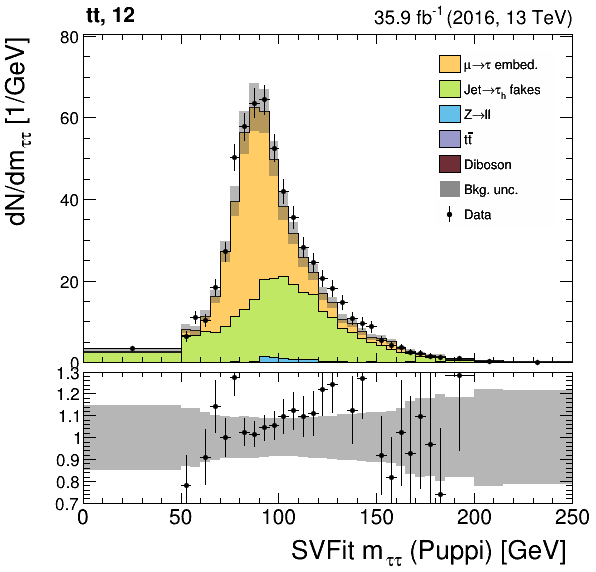 tt, 12
35.9 fb⁻¹ (2016, 13 TeV)
dN/dm_ττ [1/GeV]
80
60
40
20
0
μ→τ embed.
Jet→τ_h fakes
Z→ll
tt̄
Diboson
Bkg. unc.
Data
1.3
1.2
1.1
1
0.9
0.8
0.7
0 50 100 150 200 250
SVFit m_ττ (Puppi) [GeV]